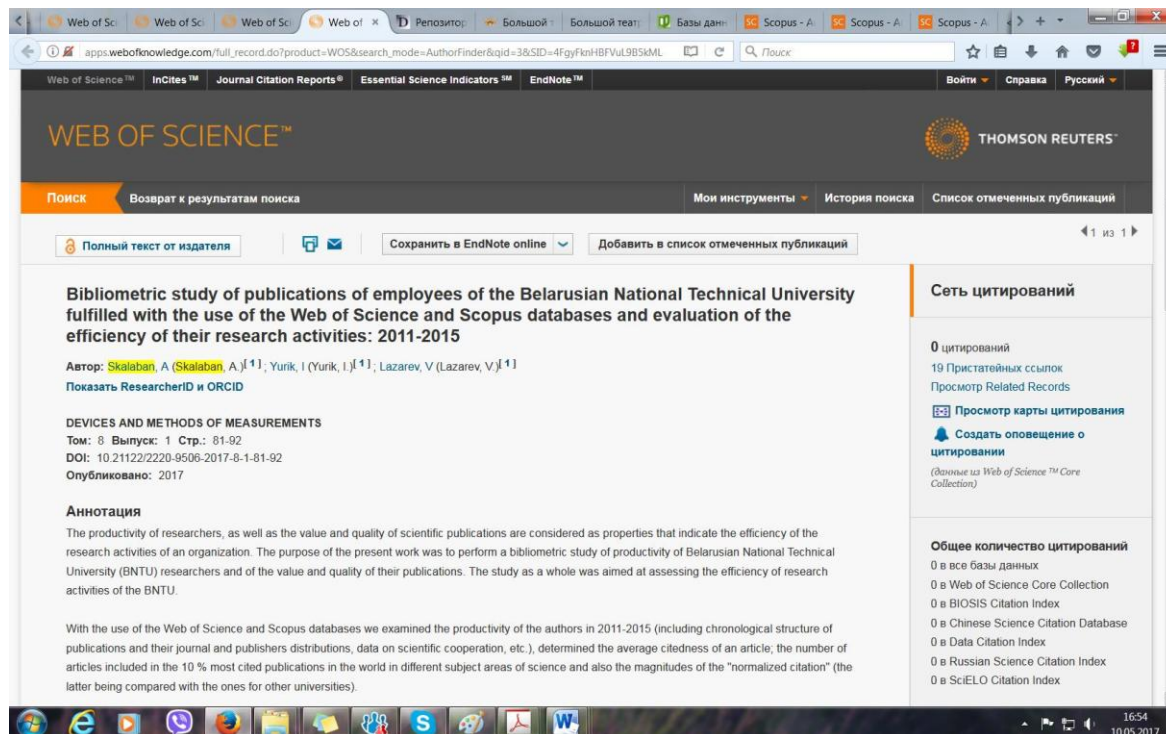 Web of Sci Web of Sci Web of Sci Web of × Репозитор Большой т Большой теат Базы данн Scopus - A Scopus - A Scopus - A
apps.webofknowledge.com/full_record.do?product=WOS&search_mode=AuthorFinder&qid=3&SID=4FgyFknHBFVuL9B5kML Поиск
Web of Science™ InCites™ Journal Citation Reports® Essential Science Indicators SM EndNote™ Войти Справка Русский
WEB OF SCIENCE™
THOMSON REUTERS™
Поиск Возврат к результатам поиска Мои инструменты История поиска Список отмеченных публикаций
Полный текст от издателя Сохранить в EndNote online Добавить в список отмеченных публикаций 1 из 1
Bibliometric study of publications of employees of the Belarusian National Technical University
fulfilled with the use of the Web of Science and Scopus databases and evaluation of the
efficiency of their research activities: 2011-2015
Автор: Skalaban, A (Skalaban, A.)[1]; Yurik, I (Yurik, I.)[1]; Lazarev, V (Lazarev, V.)[1]
Показать ResearcherID и ORCID
DEVICES AND METHODS OF MEASUREMENTS
Том: 8 Выпуск: 1 Стр.: 81-92
DOI: 10.21122/2220-9506-2017-8-1-81-92
Опубликовано: 2017
Аннотация
The productivity of researchers, as well as the value and quality of scientific publications are considered as properties that indicate the efficiency of the
research activities of an organization. The purpose of the present work was to perform a bibliometric study of productivity of Belarusian National Technical
University (BNTU) researchers and of the value and quality of their publications. The study as a whole was aimed at assessing the efficiency of research
activities of the BNTU.
With the use of the Web of Science and Scopus databases we examined the productivity of the authors in 2011-2015 (including chronological structure of
publications and their journal and publishers distributions, data on scientific cooperation, etc.), determined the average citedness of an article; the number of
articles included in the 10 % most cited publications in the world in different subject areas of science and also the magnitudes of the "normalized citation" (the
latter being compared with the ones for other universities).
Сеть цитирований
0 цитирований
19 Пристатейных ссылок
Просмотр Related Records
Просмотр карты цитирования
Создать оповещение о
цитировании
(данные из Web of Science ™ Core
Collection)
Общее количество цитирований
0 в все базы данных
0 в Web of Science Core Collection
0 в BIOSIS Citation Index
0 в Chinese Science Citation Database
0 в Data Citation Index
0 в Russian Science Citation Index
0 в SciELO Citation Index
16:54
10.05.2017